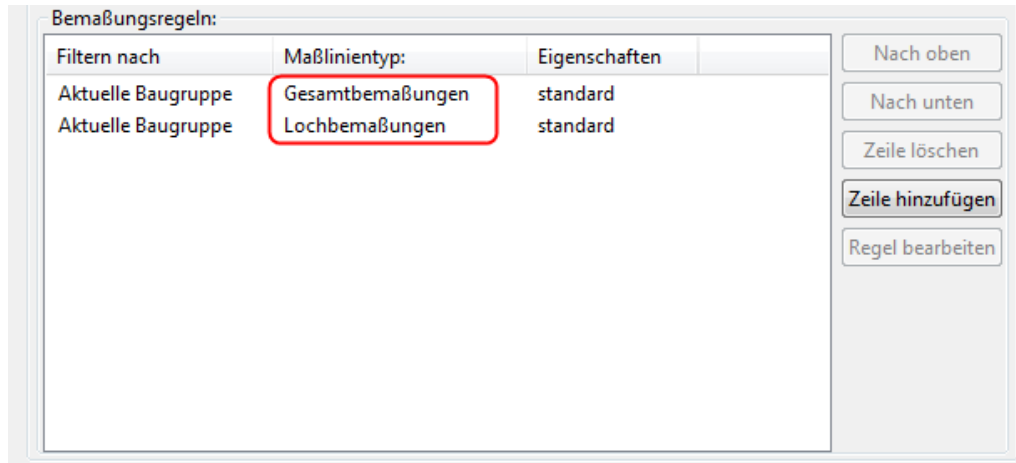 Bemaßungsregeln:
Filtern nach Maßlinientyp: Eigenschaften
Aktuelle Baugruppe Gesamtbemaßungen standard
Aktuelle Baugruppe Lochbemaßungen standard
Nach oben
Nach unten
Zeile löschen
Zeile hinzufügen
Regel bearbeiten